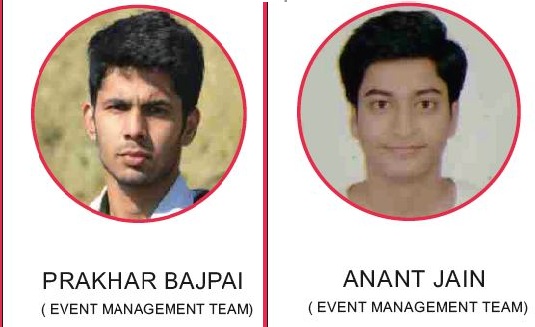 PRAKHAR BAJPAI
( EVENT MANAGEMENT TEAM)
ANANT JAIN
( EVENT MANAGEMENT TEAM)